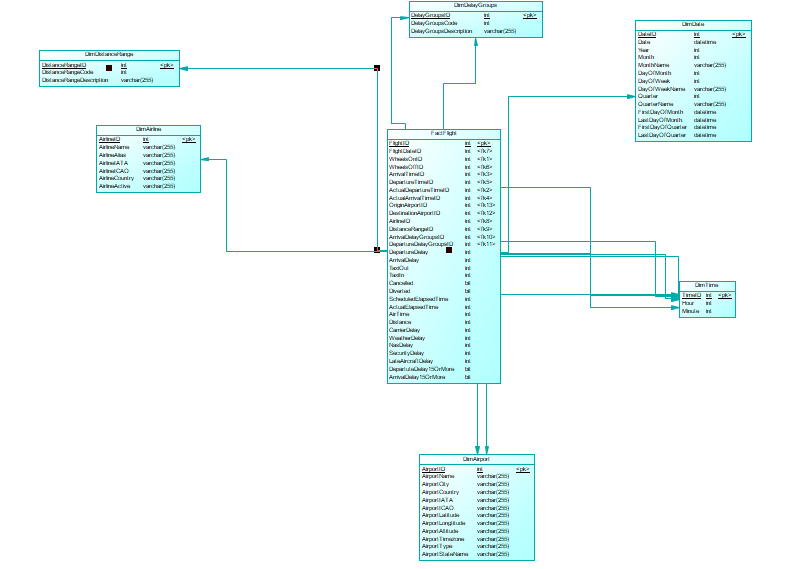 DimDelayGroups
DelayGroupsID int <pk>
DelayGroupsCode int
DelayGroupsDescription varchar(255)
DimDate
DateID int <pk>
Date datetime
Year int
Month int
MonthName varchar(255)
DayOfMonth int
DayOfWeek int
DayOfWeekName varchar(255)
Quarter int
QuarterName varchar(255)
FirstDayOfMonth datetime
LastDayOfMonth datetime
FirstDayOfQuarter datetime
LastDayOfQuarter datetime
DimDistanceRange
DistanceRangeID int <pk>
DistanceRangeCode int
DistanceRangeDescription varchar(255)
DimAirline
AirlineID int <pk>
AirlineName varchar(255)
AirlineAlias varchar(255)
AirlineIATA varchar(255)
AirlineICAO varchar(255)
AirlineCountry varchar(255)
AirlineActive varchar(255)
FactFlight
FlightID int <pk>
FlightDateID int <fk7>
WheelsOnID int <fk1>
WheelsOffID int <fk6>
ArrivalTimeID int <fk3>
DepartureTimeID int <fk5>
ActualDepartureTimeID int <fk2>
ActualArrivalTimeID int <fk4>
OriginAirportID int <fk13>
DestinationAirportID int <fk12>
AirlineID int <fk8>
DistanceRangeID int <fk9>
ArrivalDelayGroupsID int <fk10>
DepartureDelayGroupsID int <fk11>
DepartureDelay int
ArrivalDelay int
TaxiOut int
TaxiIn int
Canceled bit
Diverted bit
ScheduledElapsedTime int
ActualElapsedTime int
AirTime int
Distance int
CarrierDelay int
WeatherDelay int
NasDelay int
SecurityDelay int
LateAircraftDelay int
DepartureDelay15OrMore bit
ArrivalDelay15OrMore bit
DimTime
TimeID int <pk>
Hour int
Minute int
DimAirport
AirportID int <pk>
AirportName varchar(255)
AirportCity varchar(255)
AirportCountry varchar(255)
AirportIATA varchar(255)
AirportICAO varchar(255)
AirportLatitude varchar(255)
AirportLongtitude varchar(255)
AirportAltitude varchar(255)
AirportTimezone varchar(255)
AirportType varchar(255)
AirportStateName varchar(255)